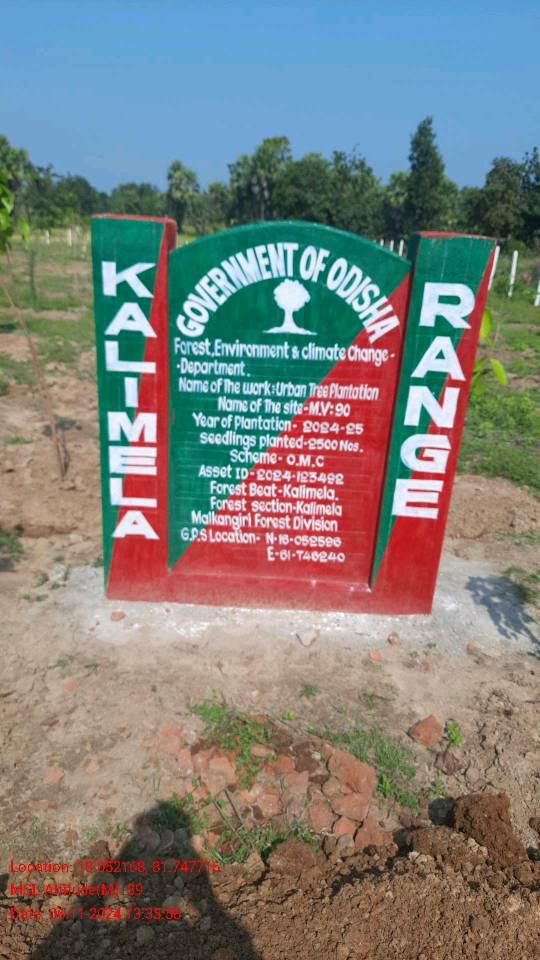 KALIMELA
GOVERNMENT OF ODISHA
Forest, Environment & climate Change -
- Department.
Name of the work: Urban Tree Plantation
Name of The site - M.V: 90
Year of Plantation - 2024-25
Seedlings planted - 2500 Nos.
Scheme - O.M.C
Asset ID - 2024-123492
Forest Beat - Kalimela.
Forest section - Kalimela
Malkangiri Forest Division
G.P.S Location - N-18-052596
E-81-746240
RANGE
Location: 18.052168, 81.747716
MSL Altitude(M): 39
Date: 06-11-2024 13:35:58